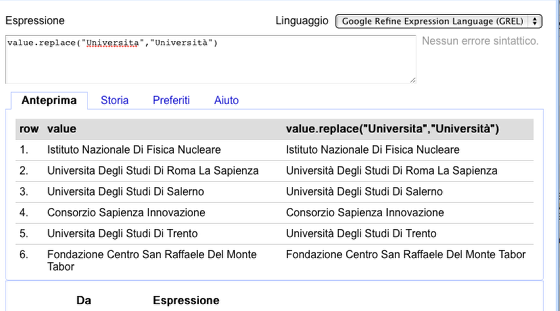 Espressione
Linguaggio Google Refine Expression Language (GREL)
value.replace("Universita","Università")
Nessun errore sintattico.
Anteprima Storia Preferiti Aiuto
row value value.replace("Universita","Università")
1. Istituto Nazionale Di Fisica Nucleare Istituto Nazionale Di Fisica Nucleare
2. Universita Degli Studi Di Roma La Sapienza Università Degli Studi Di Roma La Sapienza
3. Universita Degli Studi Di Salerno Università Degli Studi Di Salerno
4. Consorzio Sapienza Innovazione Consorzio Sapienza Innovazione
5. Universita Degli Studi Di Trento Università Degli Studi Di Trento
6. Fondazione Centro San Raffaele Del Monte Fondazione Centro San Raffaele Del Monte Tabor
Tabor
Da Espressione